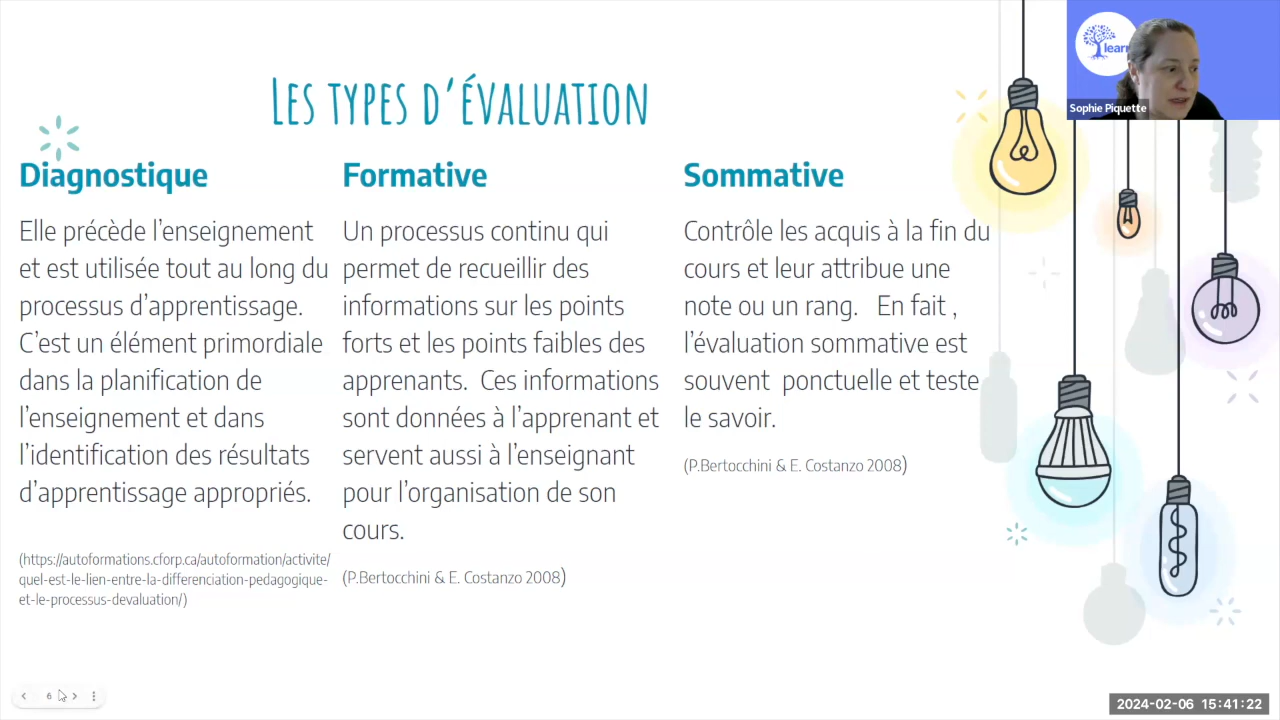 Les types d'évaluation
Diagnostique
Elle précède l'enseignement
et est utilisée tout au long du
processus d'apprentissage.
C'est un élément primordiale
dans la planification de
l'enseignement et dans
l'identification des résultats
d'apprentissage appropriés.
(https://autoformations.cforp.ca/autoformation/activite/
quel-est-le-lien-entre-la-differenciation-pedagogique-
et-le-processus-devaluation/)
Formative
Un processus continu qui
permet de recueillir des
informations sur les points
forts et les points faibles des
apprenants. Ces informations
sont données à l'apprenant et
servent aussi à l'enseignant
pour l'organisation de son
cours.
(P.Bertocchini & E. Costanzo 2008)
Sommative
Contrôle les acquis à la fin du
cours et leur attribue une
note ou un rang. En fait ,
l'évaluation sommative est
souvent ponctuelle et teste
le savoir.
(P.Bertocchini & E. Costanzo 2008)
learn
Sophie Piquette
6
2024-02-06 15:41:22